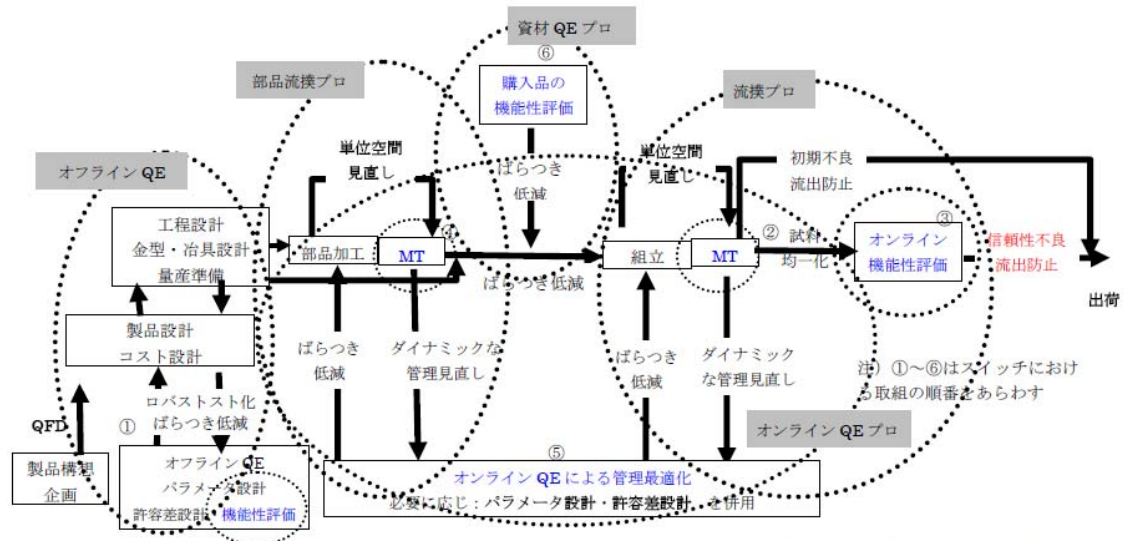 資材 QE プロ
⑥
購入品の
機能性評価
部品流撲プロ
流撲プロ
オフライン QE
単位空間
見直し
ばらつき
低減
単位空間
見直し
初期不良
流出防止
工程設計
金型・冶具設計
量産準備
部品加工
MT
ばらつき低減
組立
MT
②
試料
均一化
③
オンライン
機能性評価
信頼性不良
流出防止
出荷
製品設計
コスト設計
ばらつき
低減
ダイナミックな
管理見直し
ばらつき
低減
ダイナミック
な管理見直し
注）①～⑥はスイッチにおけ
る取組の順番をあらわす
QFD
①
ロバストスト化
ばらつき低減
オンライン QE プロ
製品構想
企画
オフライン QE
パラメータ設計
許容差設計
機能性評価
⑤
オンライン QE による管理最適化
必要に応じ：パラメータ設計・許容差設計 を併用